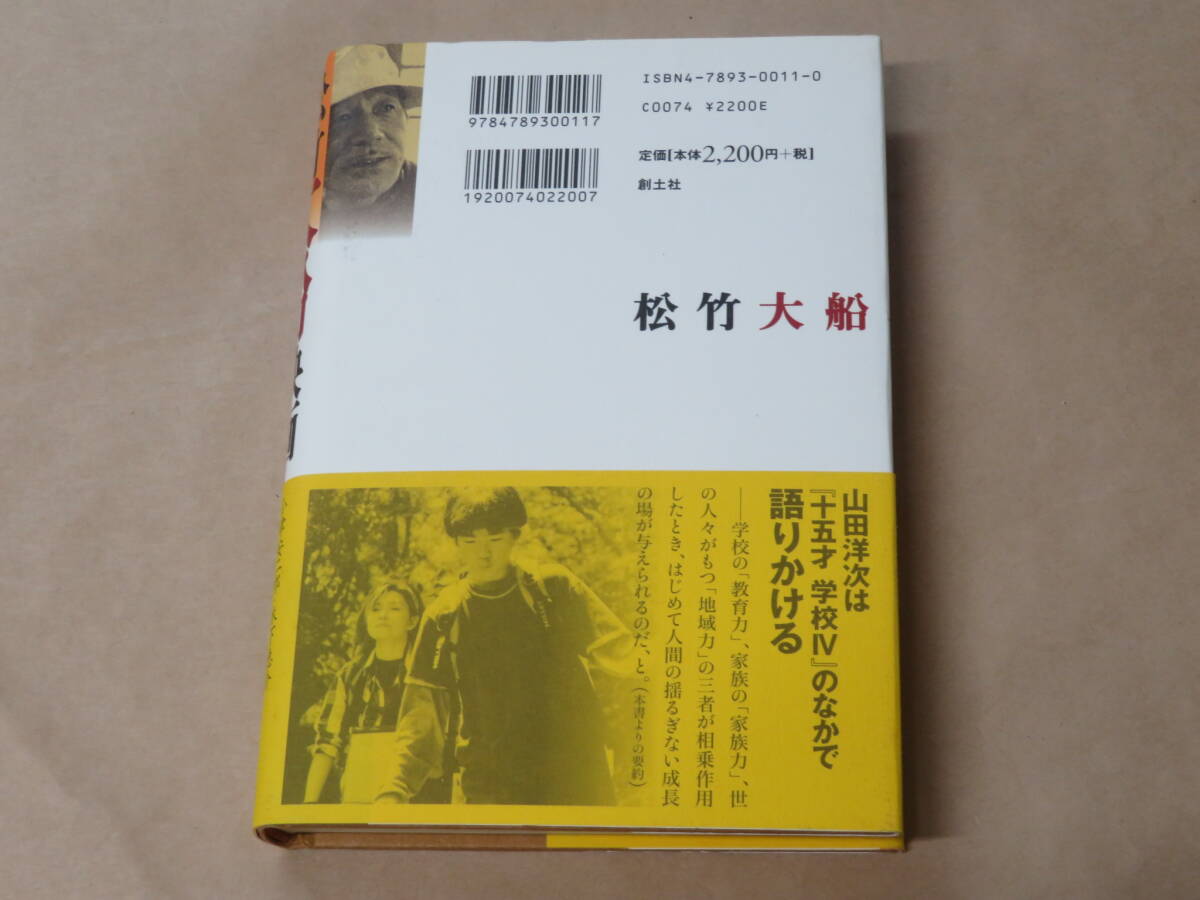 ISBN4-7893-0011-0
C0074 ¥2200E
9784789300117
定価[本体2,200円+税]
1920074022007
創土社
松竹大船
山田洋次は
『十五才 学校Ⅳ』のなかで
語りかける
――学校の「教育力」、家族の「家族力」、世
の人々がもつ「地域力」の三者が相乗作用
したとき、はじめて人間の揺るぎない成長
の場が与えられるのだ、と。(本書よりの要約)